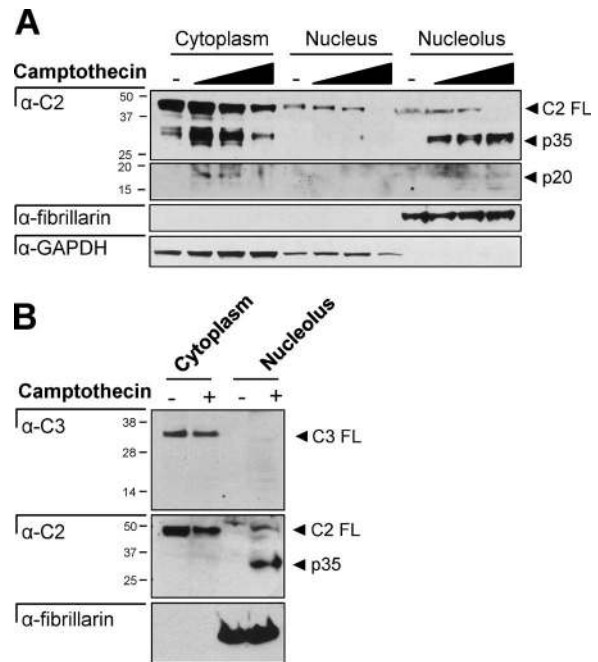 A
Cytoplasm Nucleus Nucleolus
Camptothecin - - -
α-C2
50
37
25
C2 FL
p35
20
15
p20
α-fibrillarin
α-GAPDH
B
Cytoplasm Nucleolus
Camptothecin - + - +
α-C3
38
28
14
C3 FL
α-C2
50
37
25
C2 FL
p35
α-fibrillarin